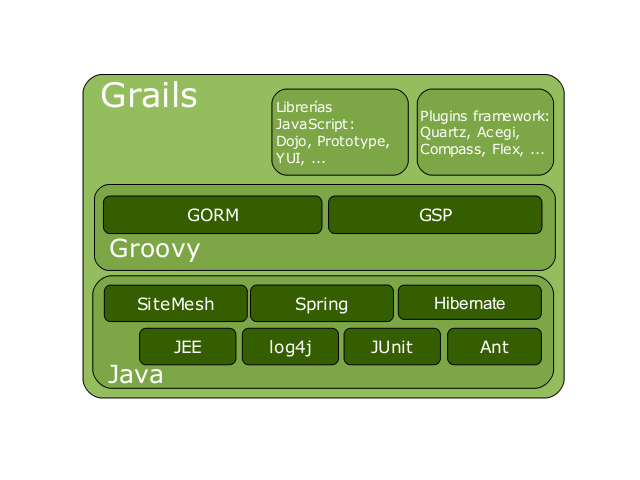 Grails
Librerías
JavaScript:
Dojo, Prototype,
YUI, ...
Plugins framework:
Quartz, Acegi,
Compass, Flex, ...
GORM
GSP
Groovy
SiteMesh
Spring
Hibernate
JEE
log4j
JUnit
Ant
Java